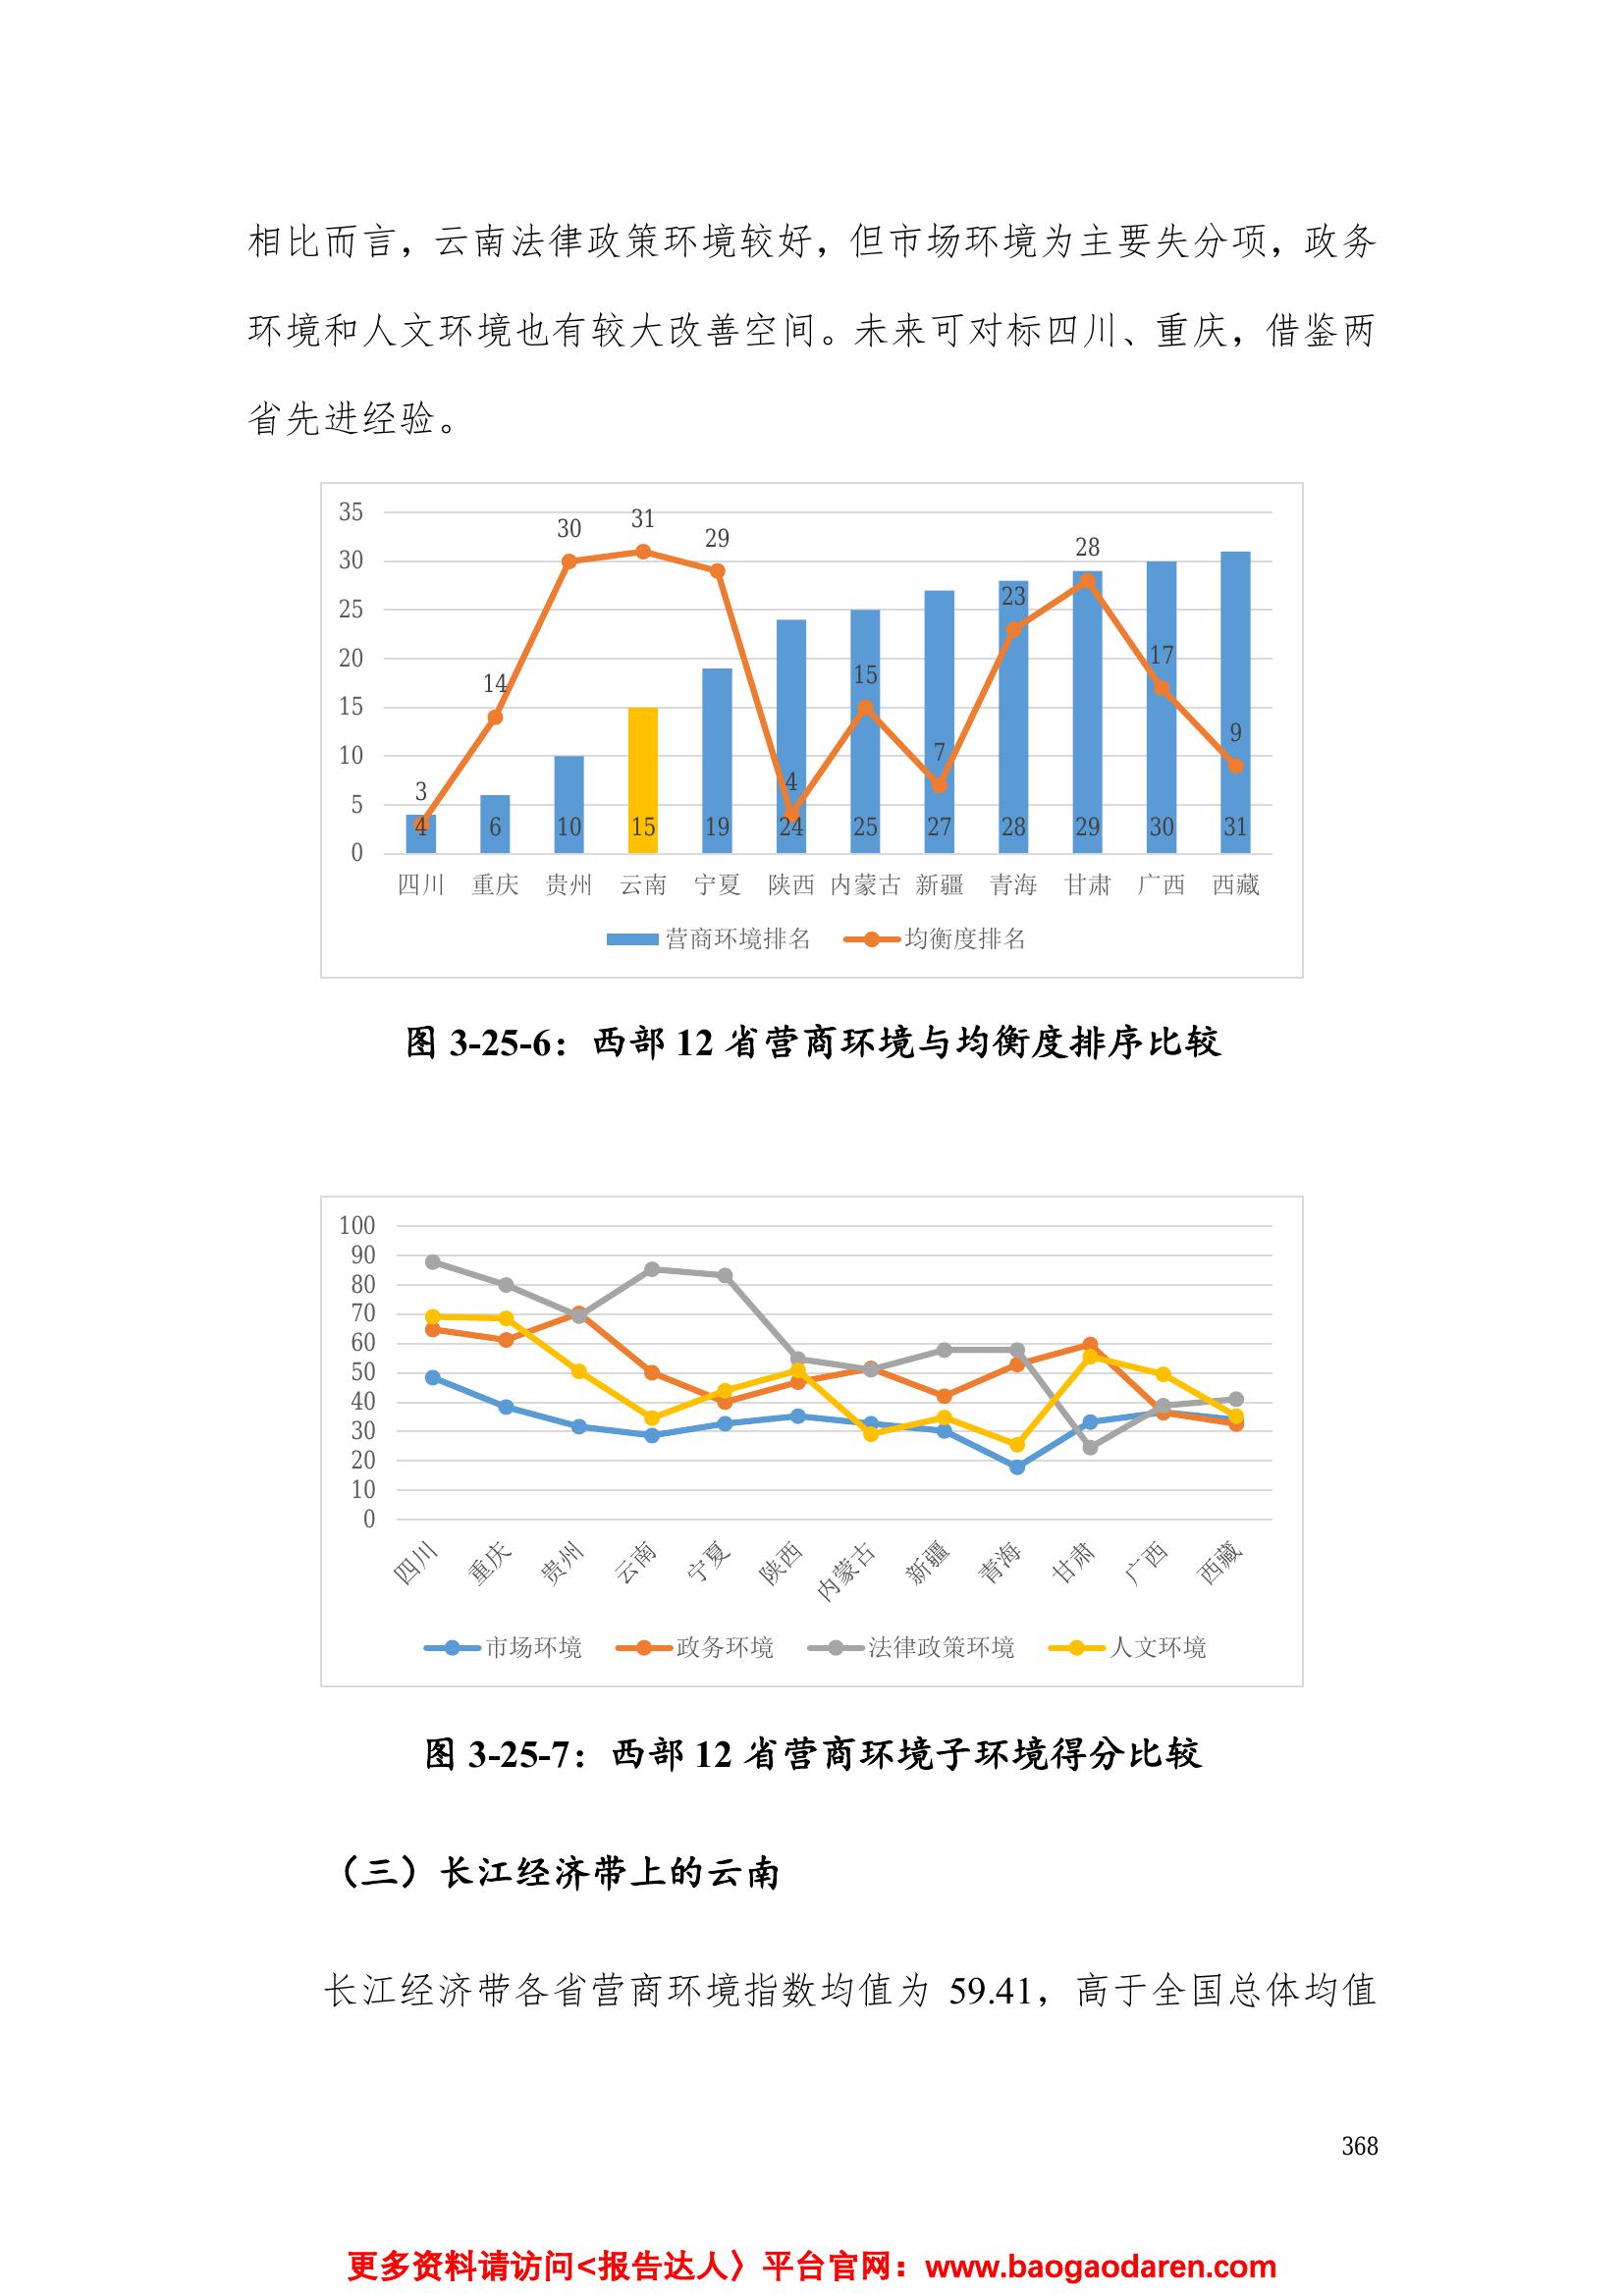 相比而言，云南法律政策环境较好，但市场环境为主要失分项，政务
环境和人文环境也有较大改善空间。未来可对标四川、重庆，借鉴两
省先进经验。
35
30
25
20
15
10
5
0
3 14 30 31 29 4 15 7 23 28 17 9
4 6 10 15 19 24 25 27 28 29 30 31
四川 重庆 贵州 云南 宁夏 陕西 内蒙古 新疆 青海 甘肃 广西 西藏
营商环境排名 均衡度排名
图 3-25-6：西部 12 省营商环境与均衡度排序比较
100
90
80
70
60
50
40
30
20
10
0
四川 重庆 贵州 云南 宁夏 陕西 内蒙古 新疆 青海 甘肃 广西 西藏
市场环境 政务环境 法律政策环境 人文环境
图 3-25-7：西部 12 省营商环境子环境得分比较
（三）长江经济带上的云南
长江经济带各省营商环境指数均值为 59.41，高于全国总体均值
368
更多资料请访问<报告达人〉平台官网：www.baogaodaren.com